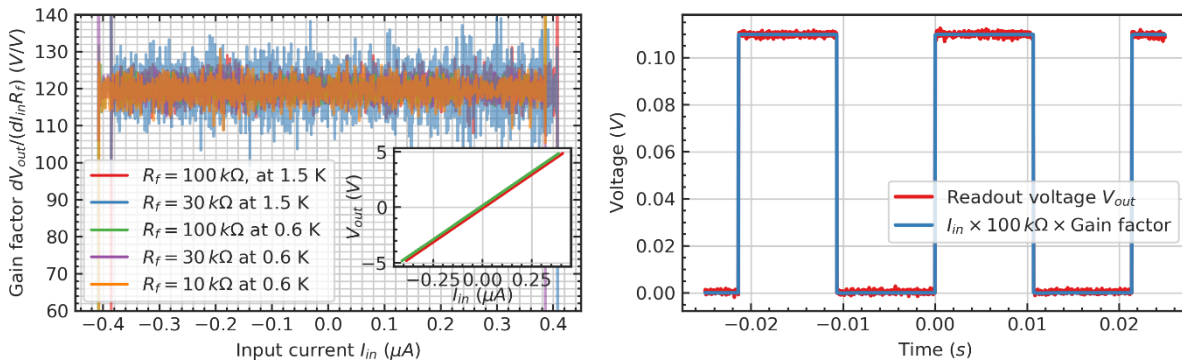 Gain factor dV_out/(dI_inR_f) (V/V)
140
130
120
110
100
90
80
70
60
R_f = 100 kΩ, at 1.5 K
R_f = 30 kΩ at 1.5 K
R_f = 100 kΩ at 0.6 K
R_f = 30 kΩ at 0.6 K
R_f = 10 kΩ at 0.6 K
V_out (V)
5
0
−5
−0.25 0.00 0.25
I_in (μA)
−0.4 −0.3 −0.2 −0.1 0.0 0.1 0.2 0.3 0.4
Input current I_in (μA)
Voltage (V)
0.10
0.08
0.06
0.04
0.02
0.00
Readout voltage V_out
I_in × 100 kΩ × Gain factor
−0.02 −0.01 0.00 0.01 0.02
Time (s)